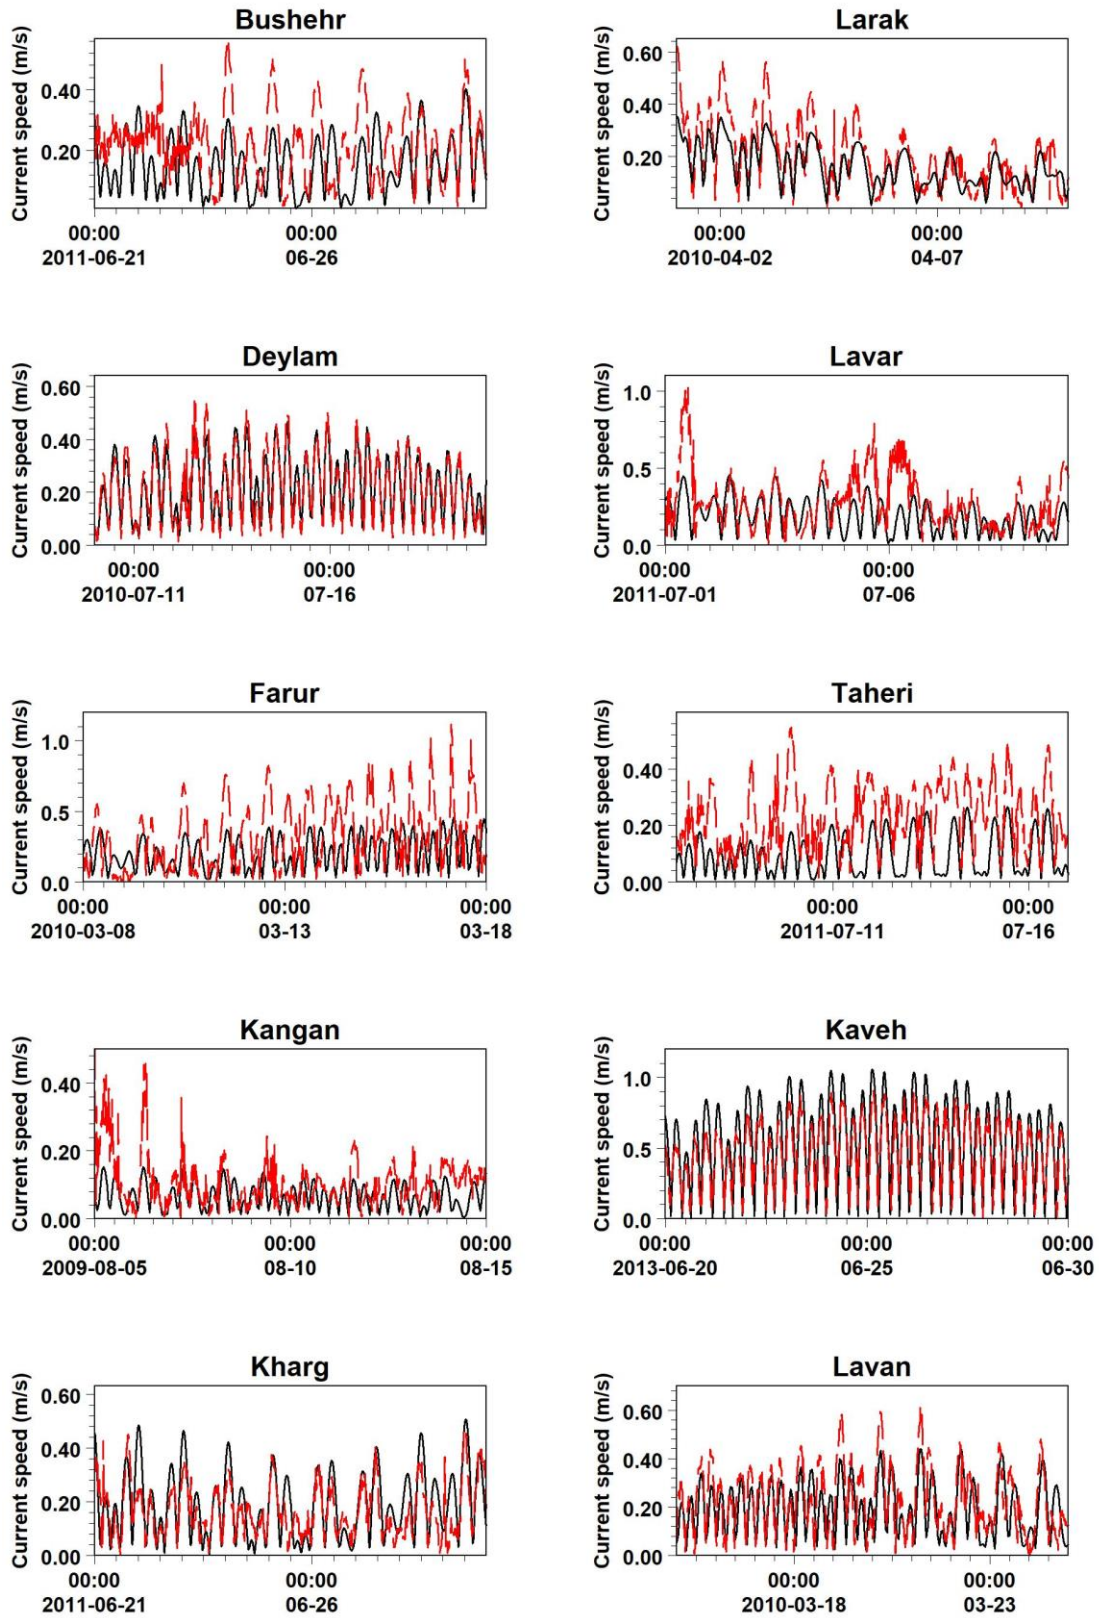 Bushehr
Current speed (m/s)
0.40
0.20
00:00 00:00
2011-06-21 06-26
Larak
Current speed (m/s)
0.60
0.40
0.20
00:00 00:00
2010-04-02 04-07
Deylam
Current speed (m/s)
0.60
0.40
0.20
0.00
00:00 00:00
2010-07-11 07-16
Lavar
Current speed (m/s)
1.0
0.5
0.0
00:00 00:00
2011-07-01 07-06
Farur
Current speed (m/s)
1.0
0.5
0.0
00:00 00:00 00:00
2010-03-08 03-13 03-18
Taheri
Current speed (m/s)
0.40
0.20
0.00
00:00 00:00
2011-07-11 07-16
Kangan
Current speed (m/s)
0.40
0.20
0.00
00:00 00:00 00:00
2009-08-05 08-10 08-15
Kaveh
Current speed (m/s)
1.0
0.5
0.0
00:00 00:00 00:00
2013-06-20 06-25 06-30
Kharg
Current speed (m/s)
0.60
0.40
0.20
0.00
00:00 00:00
2011-06-21 06-26
Lavan
Current speed (m/s)
0.60
0.40
0.20
0.00
00:00 00:00
2010-03-18 03-23